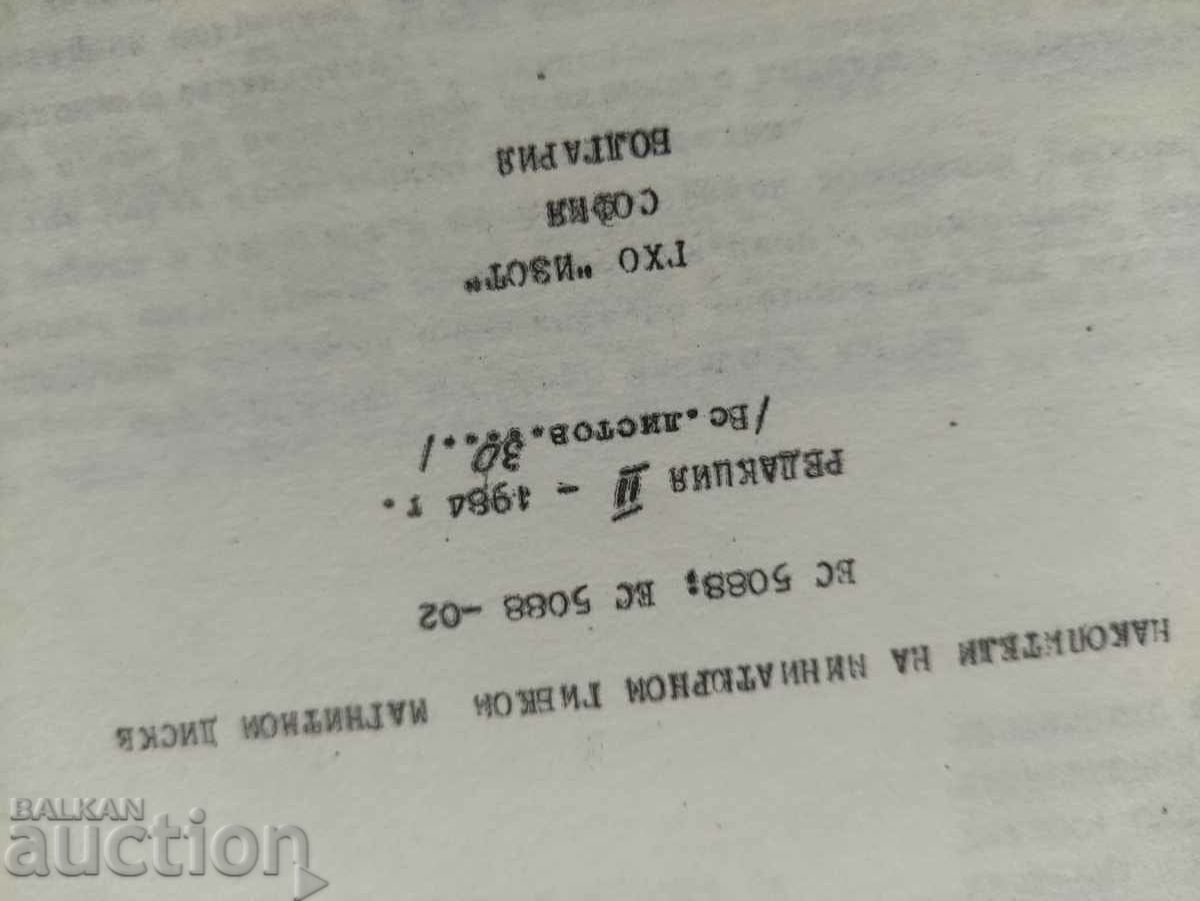 НАКОПИТЕЛИ НА МИНИАТЮРНОМ ГИБКОМ МАГНИТНОМ ДИСКЕ
ЕС 5088; ЕС 5088 -02
РЕДАКЦИЯ II - 1984 г.
/Вс.листов.30../
ГХО "ИЗОТ"
СОФИЯ
БОЛГАРИЯ
BALKAN
auction